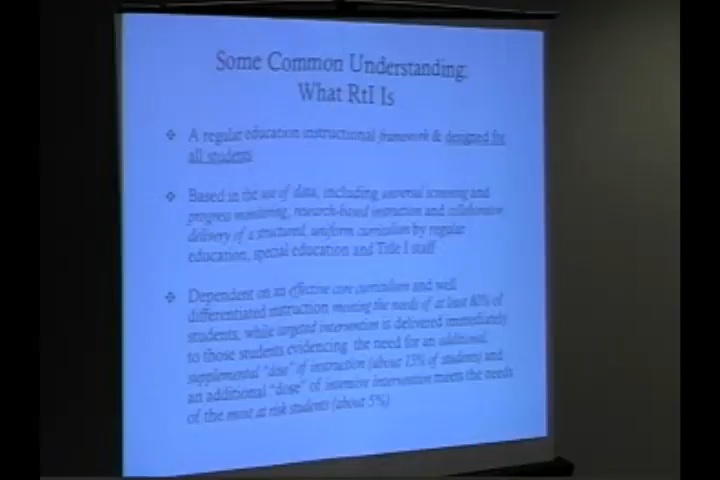 Some Common Understanding:
What RtI Is
❖ A regular education instructional framework & designed for
all students
❖ Based in the use of data, including universal screening and
progress monitoring, research-based instruction and collaborative
delivery of a structured, uniform curriculum by regular
education, special education and Title I staff
❖ Dependent on an effective core curriculum and well
differentiated instruction meeting the needs of at least 80% of
students, while targeted intervention is delivered immediately
to those students evidencing the need for an additional,
supplemental "dose" of instruction (about 15% of students) and
an additional "dose" of intensive intervention meets the needs
of the most at risk students (about 5%)